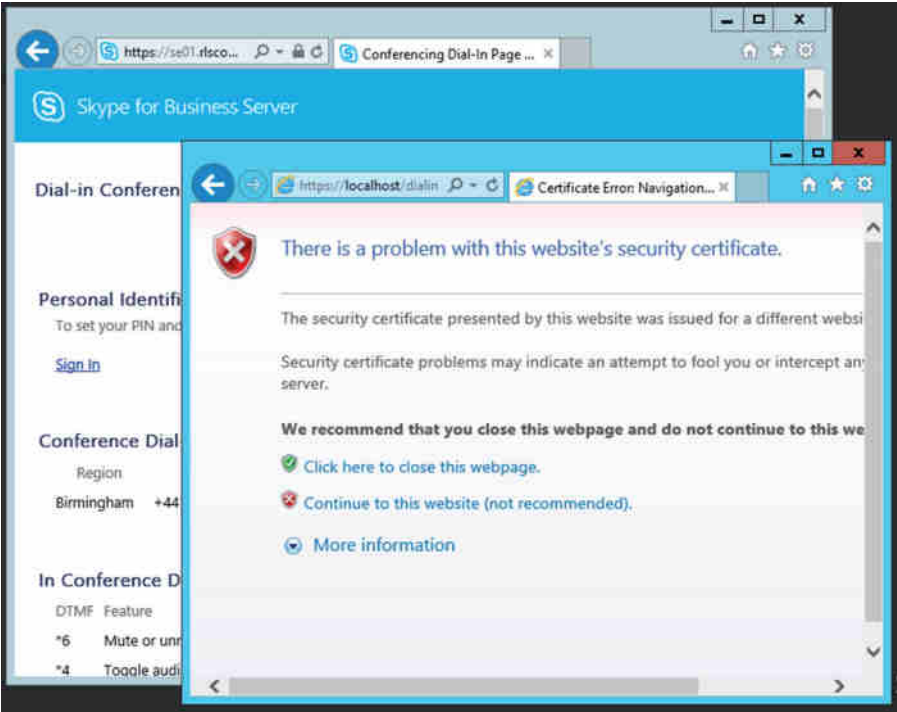 https://se01.rlsco...
Conferencing Dial-In Page ...
Skype for Business Server
Dial-in Conferen
Personal Identifi
To set your PIN and
Sign In
Conference Dial
Region
Birmingham +44
In Conference D
DTMF Feature
*6 Mute or unm
*4 Toggle audi
https://localhost/dialin
Certificate Error: Navigation...
There is a problem with this website's security certificate.
The security certificate presented by this website was issued for a different websi
Security certificate problems may indicate an attempt to fool you or intercept any
server.
We recommend that you close this webpage and do not continue to this we
Click here to close this webpage.
Continue to this website (not recommended).
More information